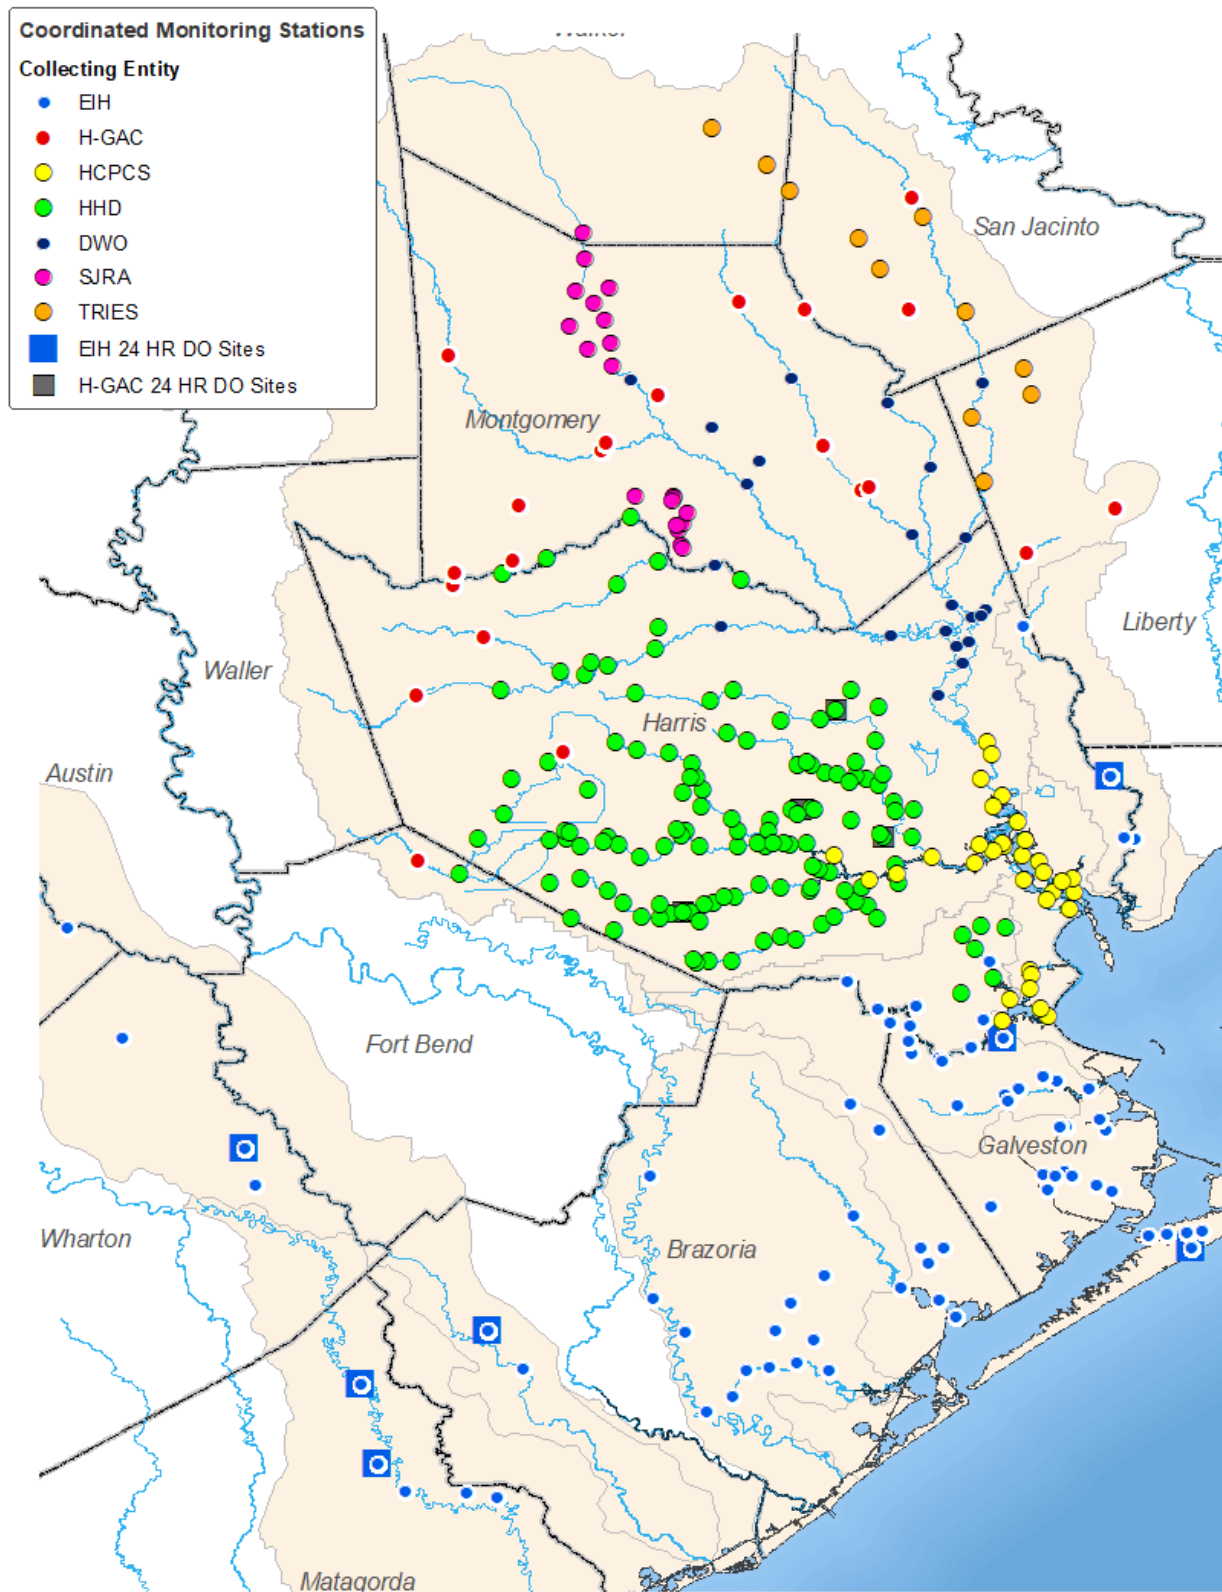 Coordinated Monitoring Stations
Collecting Entity
EIH
H-GAC
HCPCS
HHD
DWO
SJRA
TRIES
EIH 24 HR DO Sites
H-GAC 24 HR DO Sites
Walker
San Jacinto
Montgomery
Liberty
Waller
Harris
Austin
Fort Bend
Galveston
Wharton
Brazoria
Matagorda